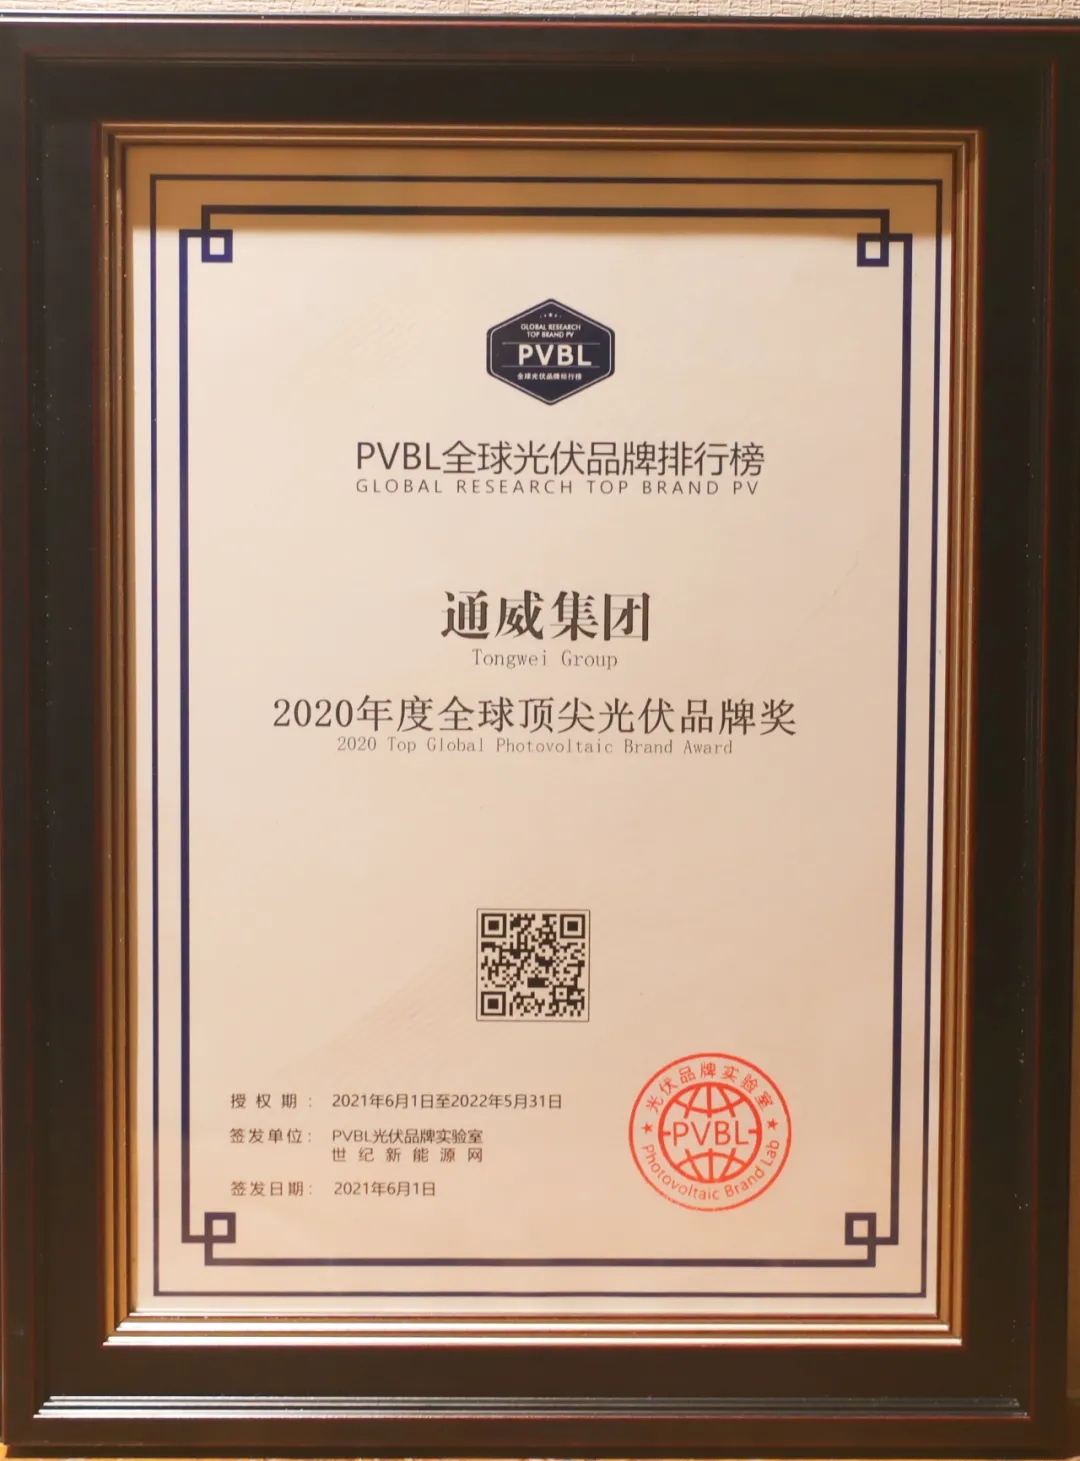 GLOBAL RESEARCH
TOP BRAND PV
PVBL
全球光伏品牌排行榜
PVBL全球光伏品牌排行榜
GLOBAL RESEARCH TOP BRAND PV
通威集团
Tongwei Group
2020年度全球顶尖光伏品牌奖
2020 Top Global Photovoltaic Brand Award
授权期：2021年6月1日至2022年5月31日
签发单位：PVBL光伏品牌实验室
世纪新能源网
签发日期：2021年6月1日
光伏品牌实验室
PVBL
Photovoltaic Brand Lab